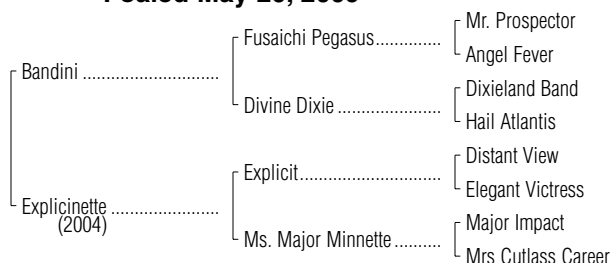 Mr. Prospector
Fusaichi Pegasus..............
Angel Fever
Bandini .............................
Dixieland Band
Divine Dixie ......................
Hail Atlantis
Distant View
Explicit..............................
Elegant Victress
Explicinette .......................
(2004)
Major Impact
Ms. Major Minnette..........
Mrs Cutlass Career